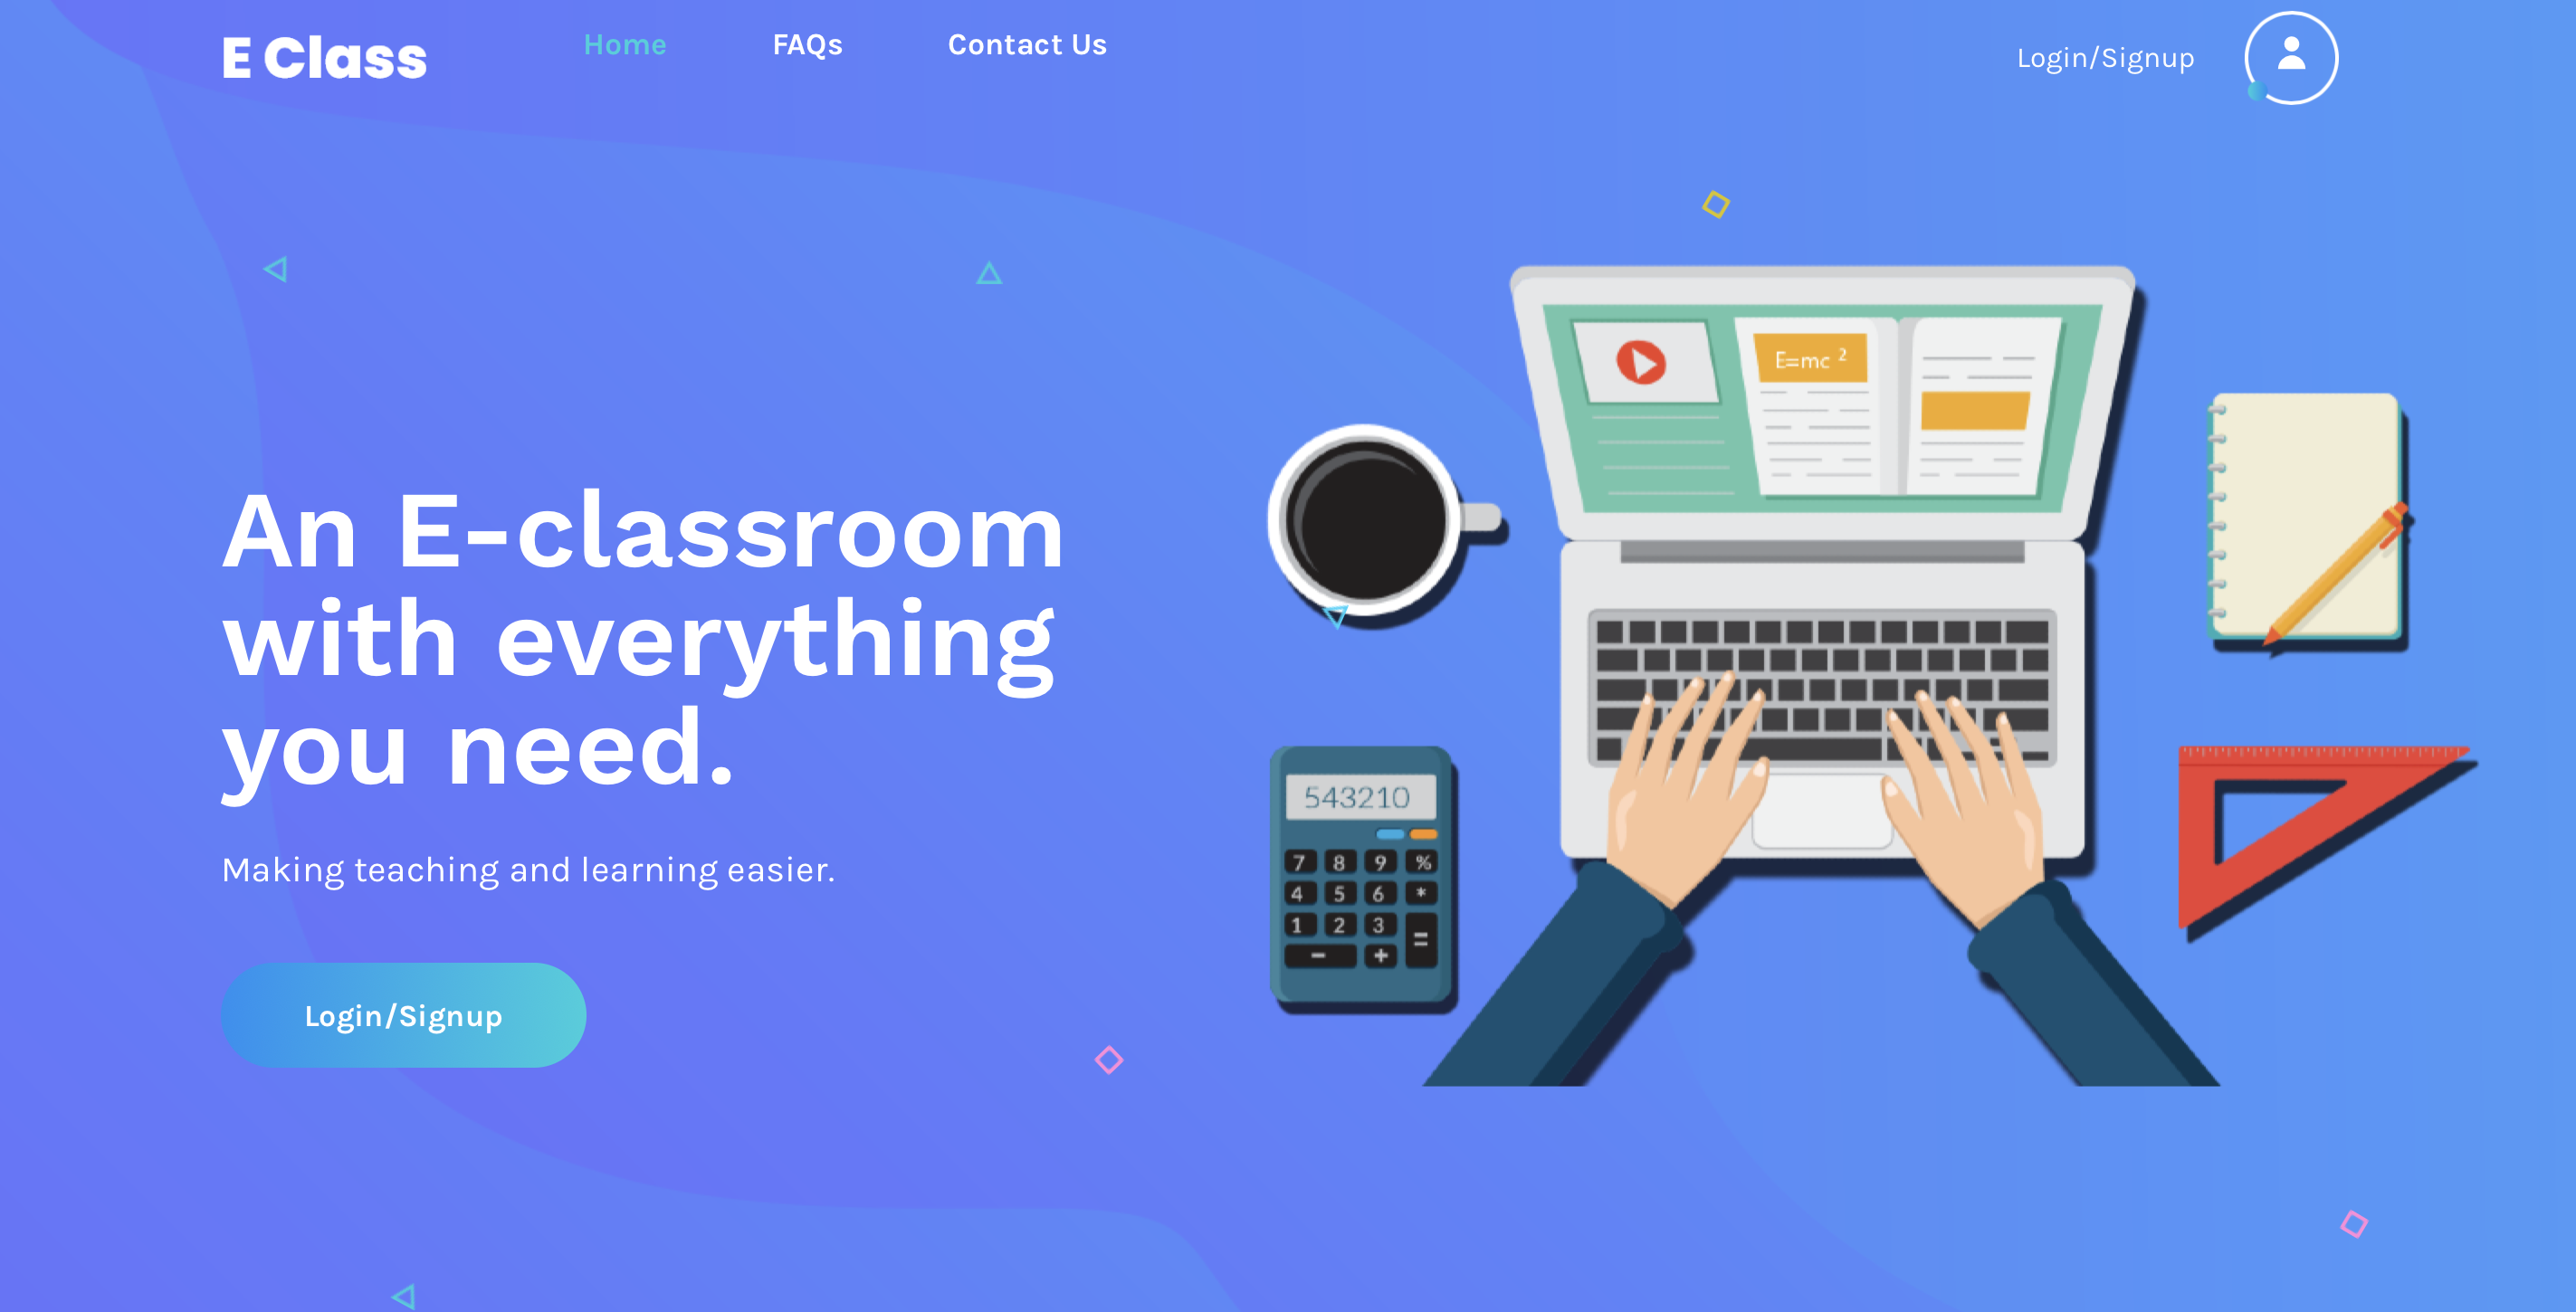 E Class
Home
FAQs
Contact Us
Login/Signup
An E-classroom
with everything
you need.
Making teaching and learning easier.
Login/Signup
E=mc 2
543210
7 8 9 %
4 5 6 *
1 2 3 =
- +